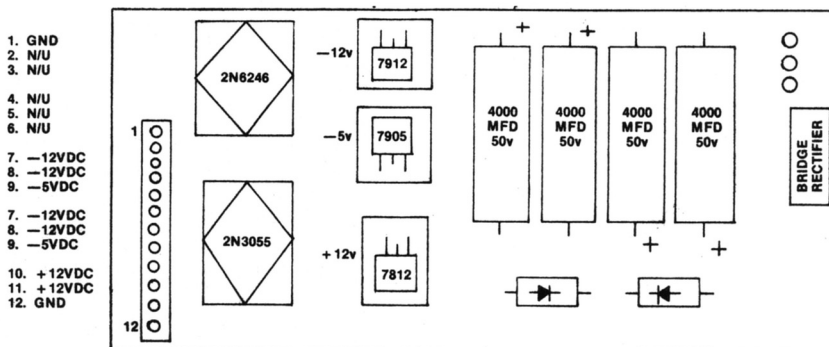 1. GND
2. N/U
3. N/U
4. N/U
5. N/U
6. N/U
7. —12VDC
8. —12VDC
9. —5VDC
7. —12VDC
8. —12VDC
9. —5VDC
10. +12VDC
11. +12VDC
12. GND
1
12
2N6246
2N3055
—12v
7912
—5v
7905
+12v
7812
+
+
4000
MFD
50v
4000
MFD
50v
4000
MFD
50v
4000
MFD
50v
+
+
BRIDGE
RECTIFIER